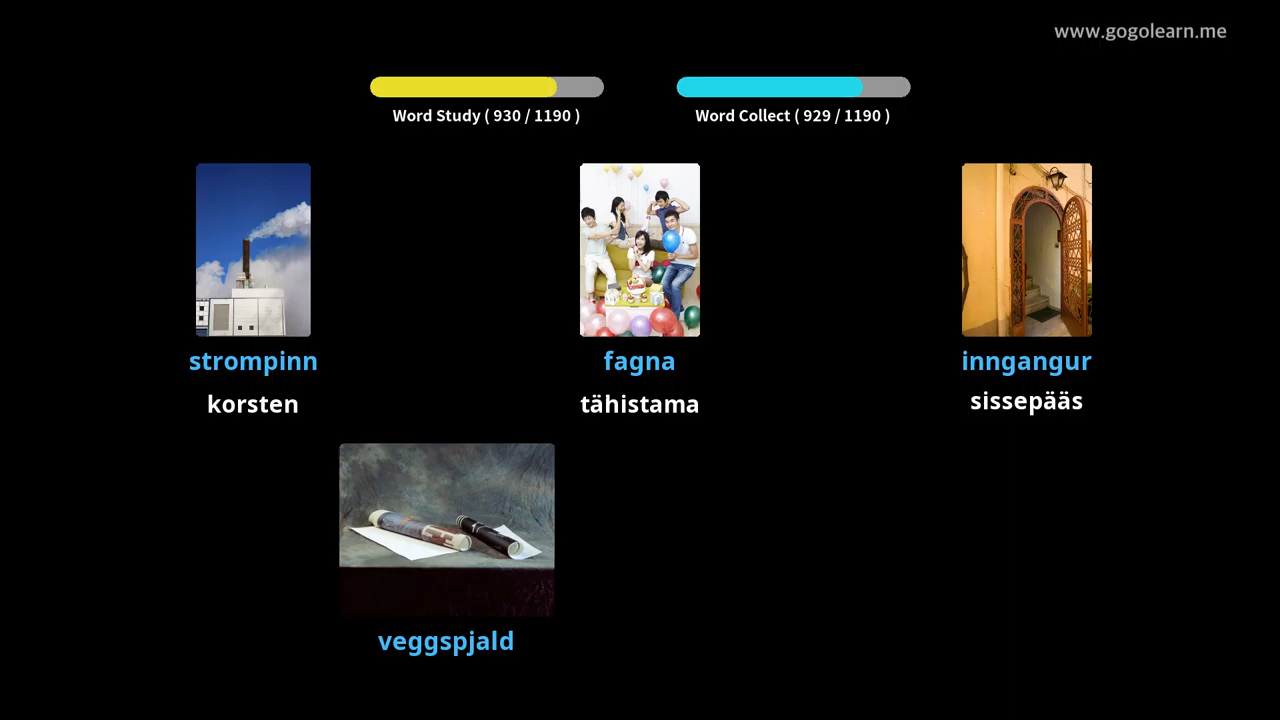 www.gogolearn.me
Word Study ( 930 / 1190 )
Word Collect ( 929 / 1190 )
strompinn
fagna
inngangur
korsten
tähistama
sissepääs
veggspjald